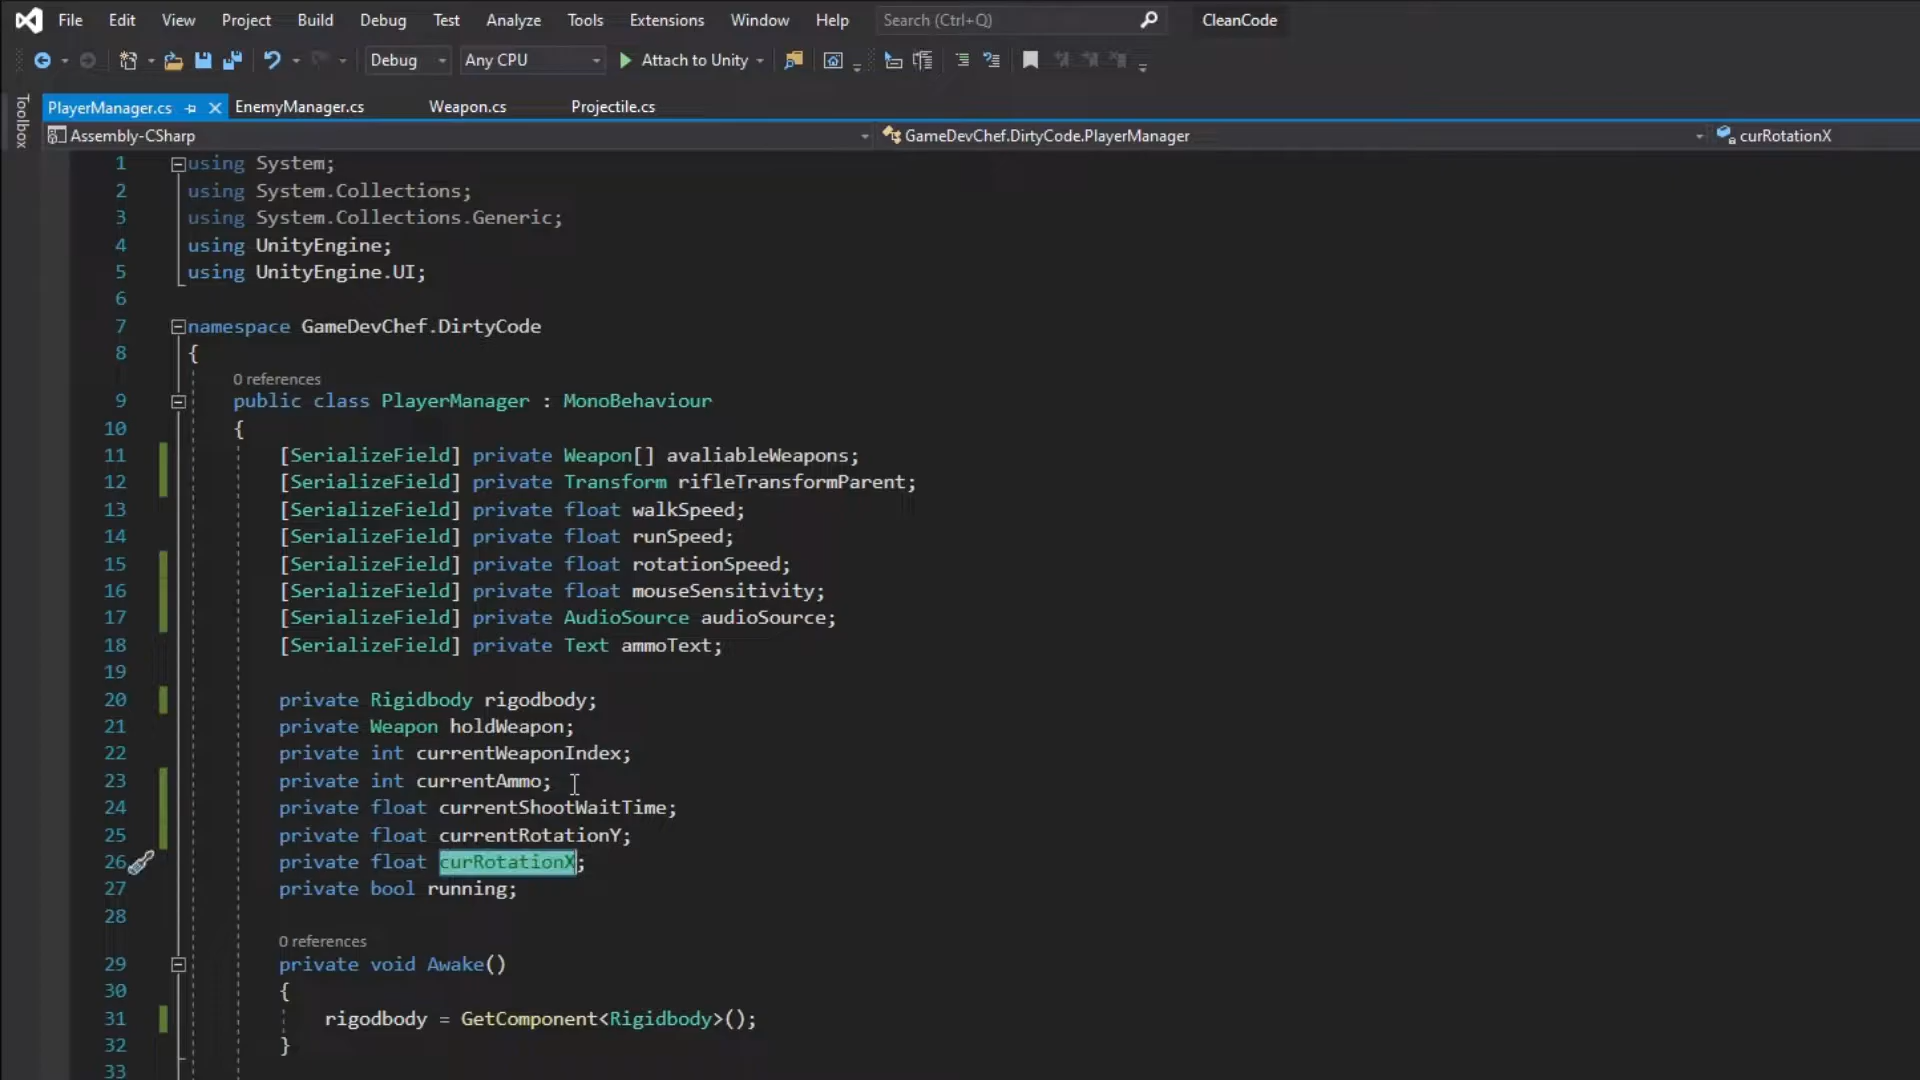 File Edit View Project Build Debug Test Analyze Tools Extensions Window Help Search (Ctrl+Q) CleanCode
Debug Any CPU Attach to Unity
PlayerManager.cs EnemyManager.cs Weapon.cs Projectile.cs
Toolbox
Assembly-CSharp GameDevChef.DirtyCode.PlayerManager curRotationX
1 using System;
2 using System.Collections;
3 using System.Collections.Generic;
4 using UnityEngine;
5 using UnityEngine.UI;
6
7 namespace GameDevChef.DirtyCode
8 {
0 references
9 public class PlayerManager : MonoBehaviour
10 {
11 [SerializeField] private Weapon[] avaliableWeapons;
12 [SerializeField] private Transform rifleTransformParent;
13 [SerializeField] private float walkSpeed;
14 [SerializeField] private float runSpeed;
15 [SerializeField] private float rotationSpeed;
16 [SerializeField] private float mouseSensitivity;
17 [SerializeField] private AudioSource audioSource;
18 [SerializeField] private Text ammoText;
19
20 private Rigidbody rigodbody;
21 private Weapon holdWeapon;
22 private int currentWeaponIndex;
23 private int currentAmmo;
24 private float currentShootWaitTime;
25 private float currentRotationY;
26 private float curRotationX;
27 private bool running;
28
0 references
29 private void Awake()
30 {
31 rigodbody = GetComponent<Rigidbody>();
32 }
33